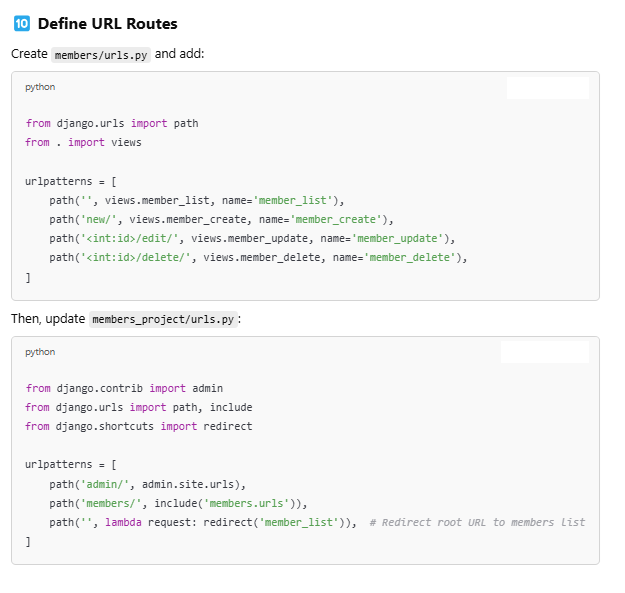 10 Define URL Routes
Create members/urls.py and add:
python
from django.urls import path
from . import views
urlpatterns = [
    path('', views.member_list, name='member_list'),
    path('new/', views.member_create, name='member_create'),
    path('<int:id>/edit/', views.member_update, name='member_update'),
    path('<int:id>/delete/', views.member_delete, name='member_delete'),
]
Then, update members_project/urls.py:
python
from django.contrib import admin
from django.urls import path, include
from django.shortcuts import redirect
urlpatterns = [
    path('admin/', admin.site.urls),
    path('members/', include('members.urls')),
    path('', lambda request: redirect('member_list')),  # Redirect root URL to members list
]